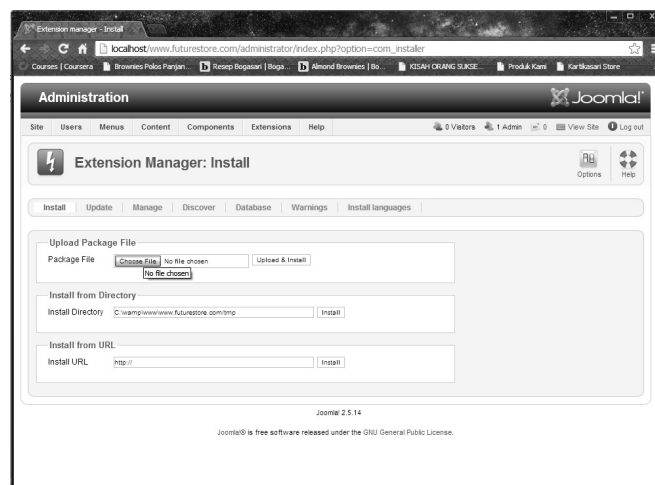 Extension manager - Install
localhost/www.futurestore.com/administrator/index.php?option=com_installer
Courses | Coursera Brownies Polos Panjan... Resep Bogasari | Boga... Almond Brownies | Bo... KISAH ORANG SUKSE... Produk Kami Kartikasari Store
Administration Joomla!®
Site Users Menus Content Components Extensions Help 0 Visitors 1 Admin 0 View Site Log out
Extension Manager: Install Options Help
Install Update Manage Discover Database Warnings Install languages
Upload Package File
Package File Choose File No file chosen Upload & Install
No file chosen
Install from Directory
Install Directory C:\wamp\www\www.futurestore.com/tmp Install
Install from URL
Install URL http:// Install
Joomla! 2.5.14
Joomla!® is free software released under the GNU General Public License.